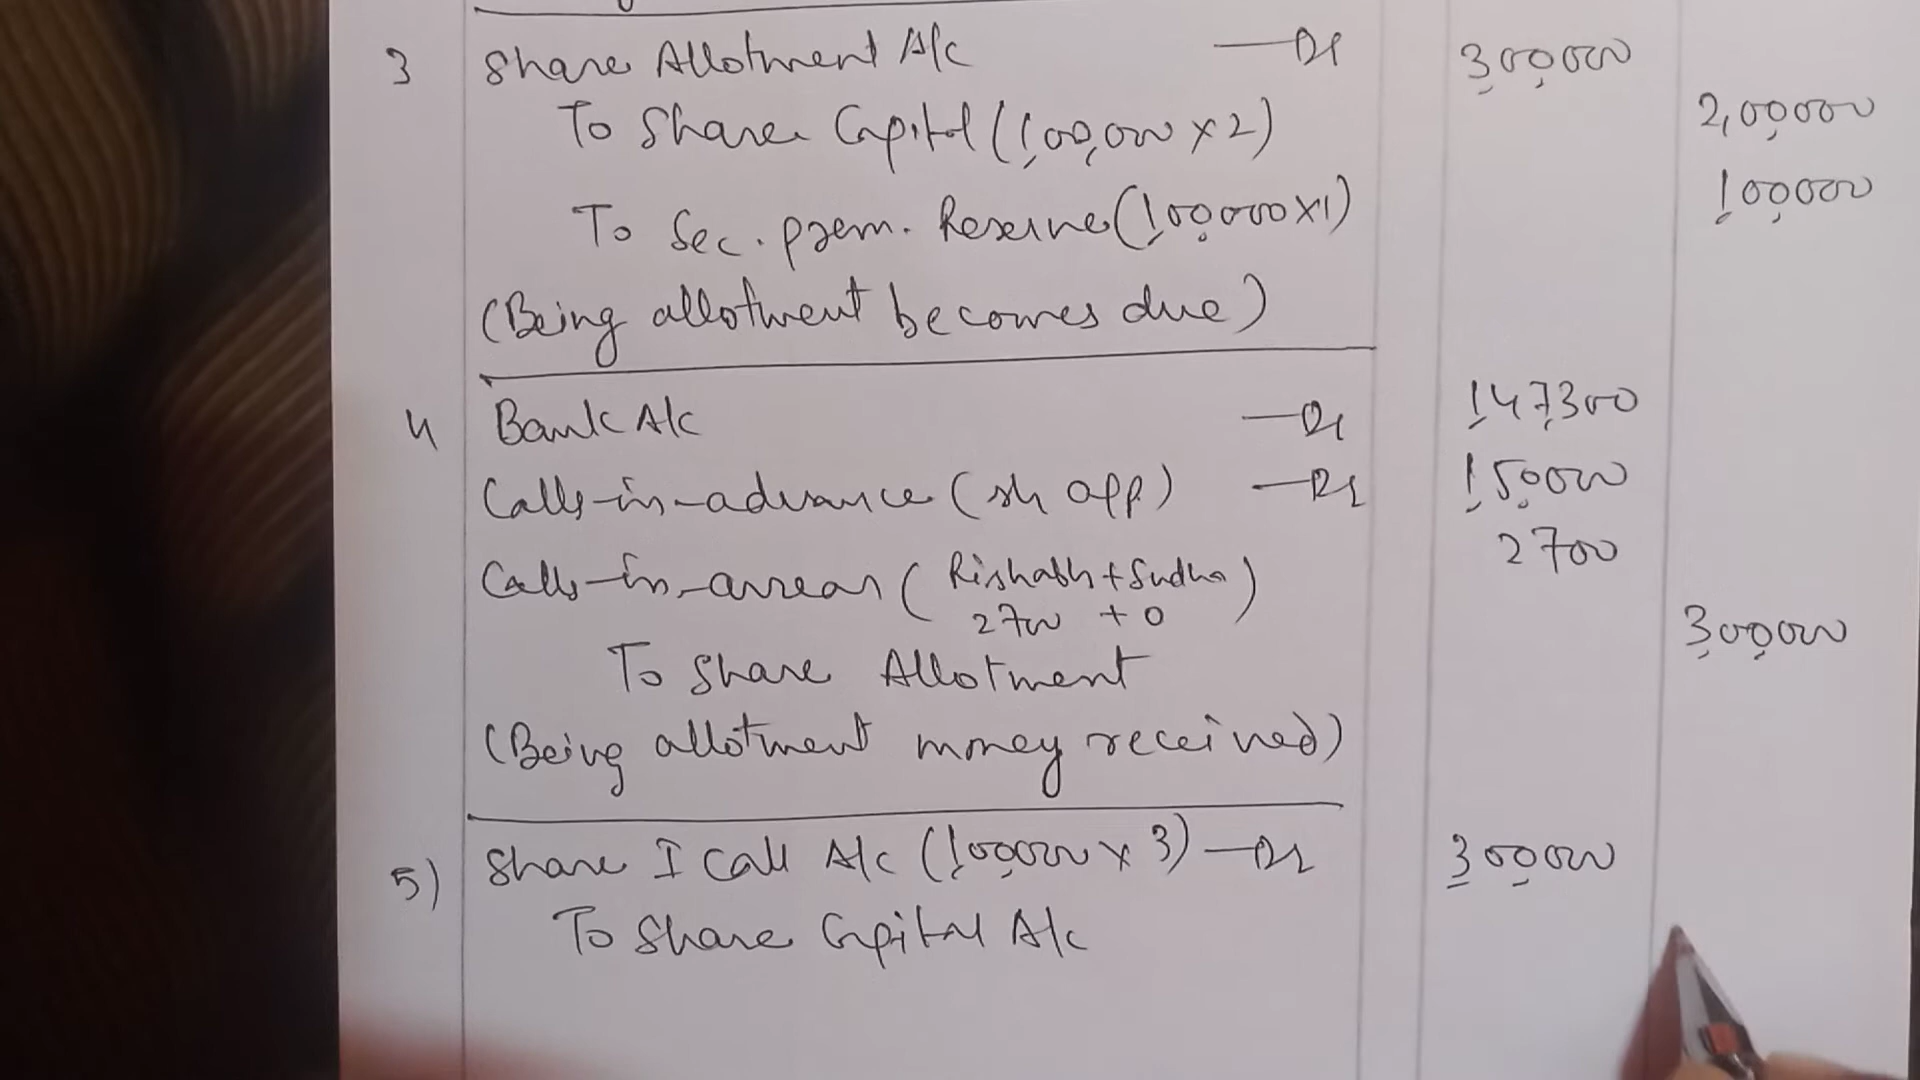 3 Share Allotment A/c —Dr 300,000
To Share Capital (1,00,000 x 2) 2,00,000
To Sec. prem. Reserve (1,00,000 x 1) 1,00,000
(Being allotment becomes due)
4 Bank A/c —Dr 1,47,300
Calls-in-advance (sh app) —Dr 1,50,000
Calls-in-arrear (Rishabh + Sudha) 2700
2700 + 0
To Share Allotment 3,00,000
(Being allotment money received)
5) Share I Call A/c (1,00,000 x 3) —Dr 3,00,000
To Share Capital A/c